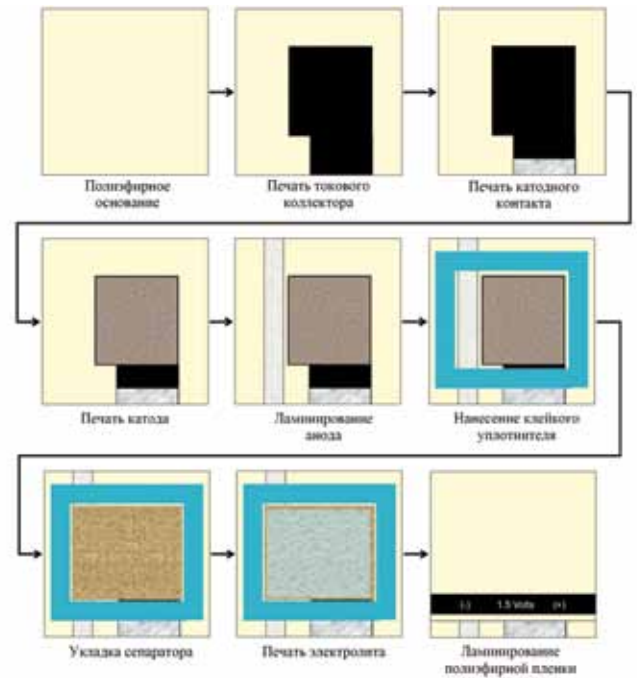 Полиэфирное
основание
Печать токового
коллектора
Печать катодного
контакта
Печать катода
Ламинирование
анода
Нанесение клейкого
уплотнителя
Укладка сепаратора
Печать электролита
(-) 1.5 Volts (+)
Ламинирование
полиэфирной пленки